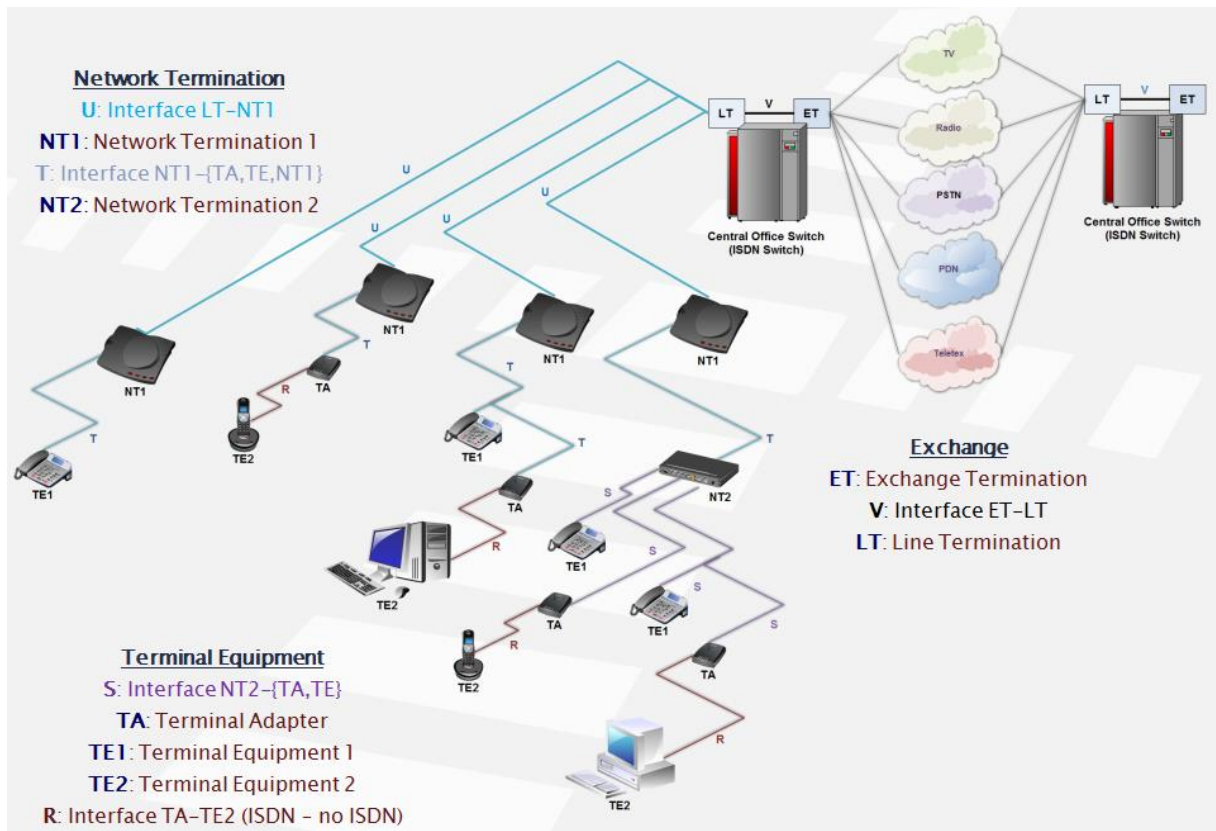 Network Termination
U: Interface LT-NT1
NT1: Network Termination 1
T: Interface NT1-{TA,TE,NT1}
NT2: Network Termination 2
LT
V
ET
Central Office Switch
(ISDN Switch)
TV
Radio
PSTN
PDN
Teletex
LT
V
ET
Central Office Switch
(ISDN Switch)
U
U
U
U
NT1
NT1
NT1
NT1
T
T
T
T
T
TA
R
TE2
TE1
TE1
TA
R
TE2
NT2
S
S
S
S
TE1
TE1
TA
R
TE2
TA
R
TE2
Exchange
ET: Exchange Termination
V: Interface ET-LT
LT: Line Termination
Terminal Equipment
S: Interface NT2-{TA,TE}
TA: Terminal Adapter
TE1: Terminal Equipment 1
TE2: Terminal Equipment 2
R: Interface TA-TE2 (ISDN - no ISDN)